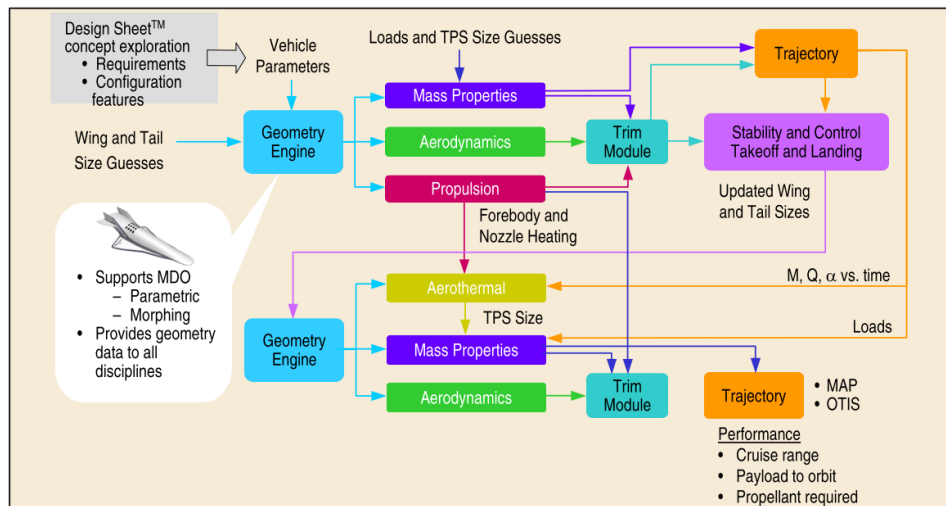 Design Sheet™
concept exploration
• Requirements
• Configuration
features
Vehicle
Parameters
Loads and TPS Size Guesses
Trajectory
Mass Properties
Wing and Tail
Size Guesses
Geometry
Engine
Aerodynamics
Trim
Module
Stability and Control
Takeoff and Landing
Propulsion
Updated Wing
and Tail Sizes
Forebody and
Nozzle Heating
• Supports MDO
– Parametric
– Morphing
• Provides geometry
data to all
disciplines
M, Q, α vs. time
Aerothermal
TPS Size
Loads
Geometry
Engine
Mass Properties
Aerodynamics
Trim
Module
Trajectory
• MAP
• OTIS
Performance
• Cruise range
• Payload to orbit
• Propellant required